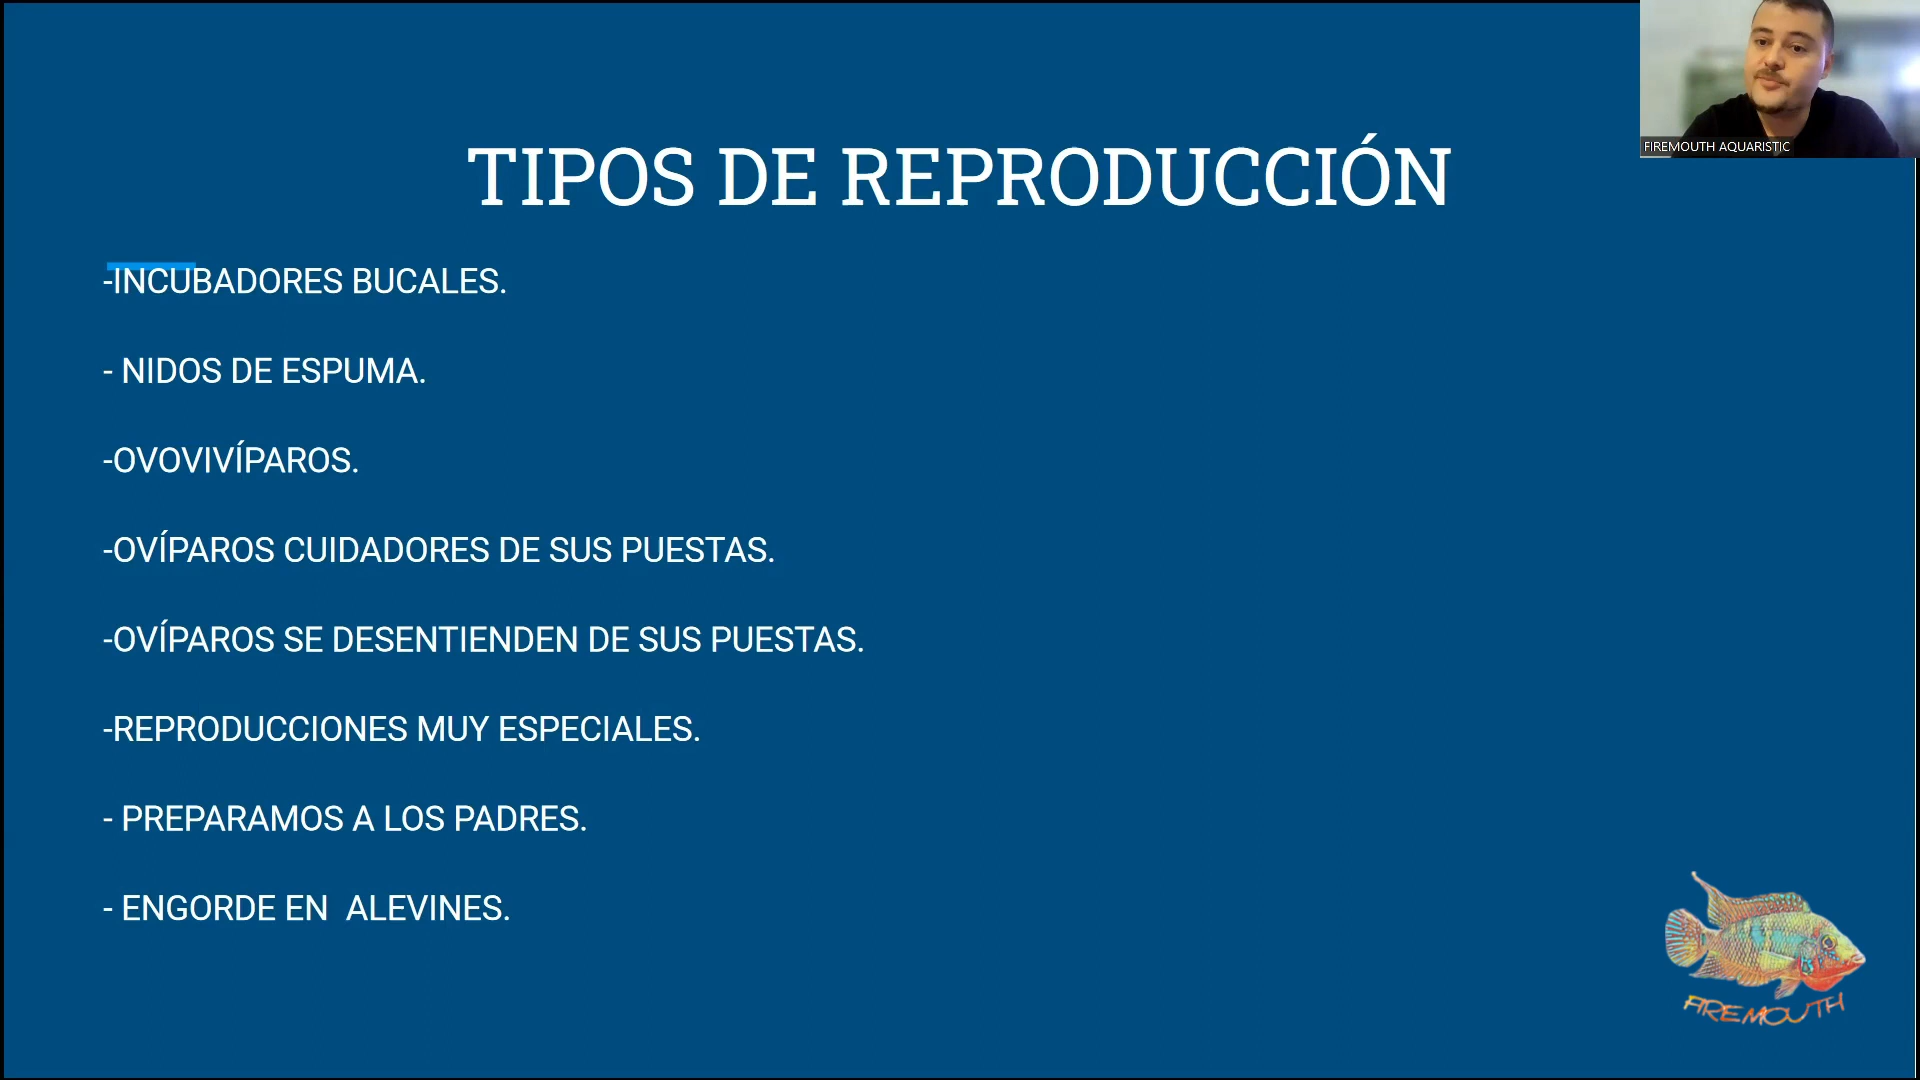 FIREMOUTH AQUARISTIC
TIPOS DE REPRODUCCIÓN
-INCUBADORES BUCALES.
- NIDOS DE ESPUMA.
-OVOVIVÍPAROS.
-OVÍPAROS CUIDADORES DE SUS PUESTAS.
-OVÍPAROS SE DESENTIENDEN DE SUS PUESTAS.
-REPRODUCCIONES MUY ESPECIALES.
- PREPARAMOS A LOS PADRES.
- ENGORDE EN  ALEVINES.
FIREMOUTH